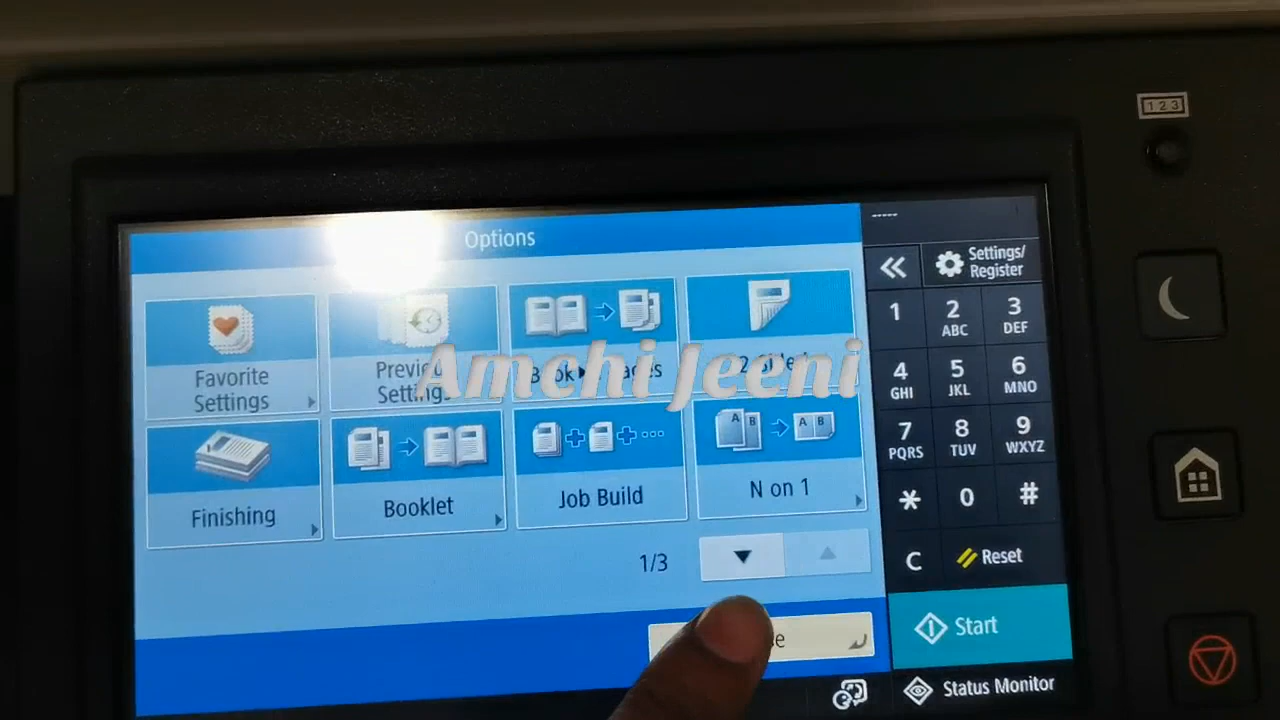 123
Options
Settings/
Register
Favorite
Settings
Settings
Amchi Jeeni
Finishing
Booklet
Job Build
A B
A B
N on 1
1/3
1
2
ABC
3
DEF
4
GHI
5
JKL
6
MNO
7
PQRS
8
TUV
9
WXYZ
*
0
#
C
Reset
Start
Status Monitor